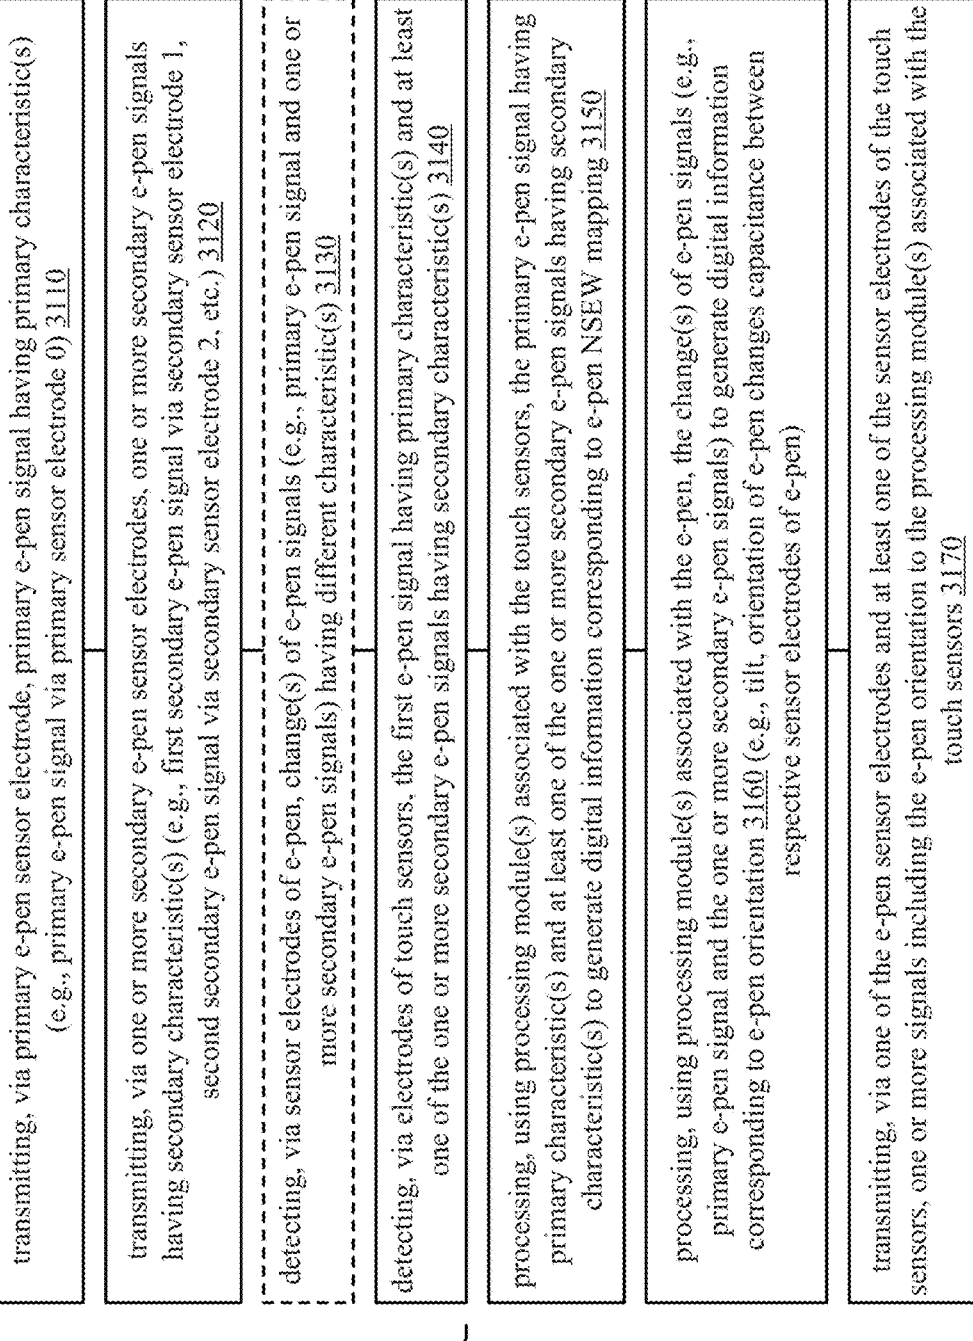 transmitting, via primary e-pen sensor electrode, primary e-pen signal having primary characteristic(s)
(e.g., primary e-pen signal via primary sensor electrode 0) 3110
transmitting, via one or more secondary e-pen sensor electrodes, one or more secondary e-pen signals
having secondary characteristic(s) (e.g., first secondary e-pen signal via secondary sensor electrode 1,
second secondary e-pen signal via secondary sensor electrode 2, etc.) 3120
detecting, via sensor electrodes of e-pen, change(s) of e-pen signals (e.g., primary e-pen signal and one or
more secondary e-pen signals) having different characteristic(s) 3130
detecting, via electrodes of touch sensors, the first e-pen signal having primary characteristic(s) and at least
one of the one or more secondary e-pen signals having secondary characteristic(s) 3140
processing, using processing module(s) associated with the touch sensors, the primary e-pen signal having
primary characteristic(s) and at least one of the one or more secondary e-pen signals having secondary
characteristic(s) to generate digital information corresponding to e-pen NSEW mapping 3150
processing, using processing module(s) associated with the e-pen, the change(s) of e-pen signals (e.g.,
primary e-pen signal and the one or more secondary e-pen signals) to generate digital information
corresponding to e-pen orientation 3160 (e.g., tilt, orientation of e-pen changes capacitance between
respective sensor electrodes of e-pen)
transmiting, via one of the e-pen sensor electrodes and at least one of the sensor electrodes of the touch
sensors, one or more signals including the e-pen orientation to the processing module(s) associated with the
touch sensors 3170